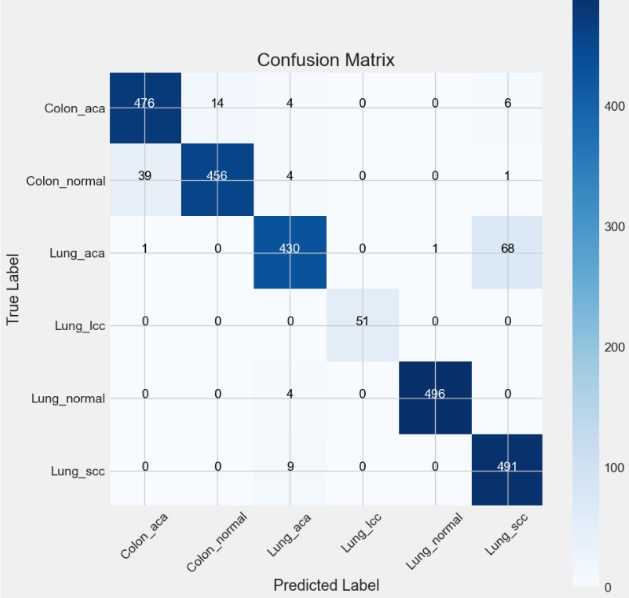 Confusion Matrix
Colon_aca 476 14 4 0 0 6
Colon_normal 39 456 4 0 0 1
Lung_aca 1 0 430 0 1 68
Lung_lcc 0 0 0 51 0 0
Lung_normal 0 0 4 0 496 0
Lung_scc 0 0 9 0 0 491
Colon_aca Colon_normal Lung_aca Lung_lcc Lung_normal Lung_scc
True Label
Predicted Label
400
300
200
100
0